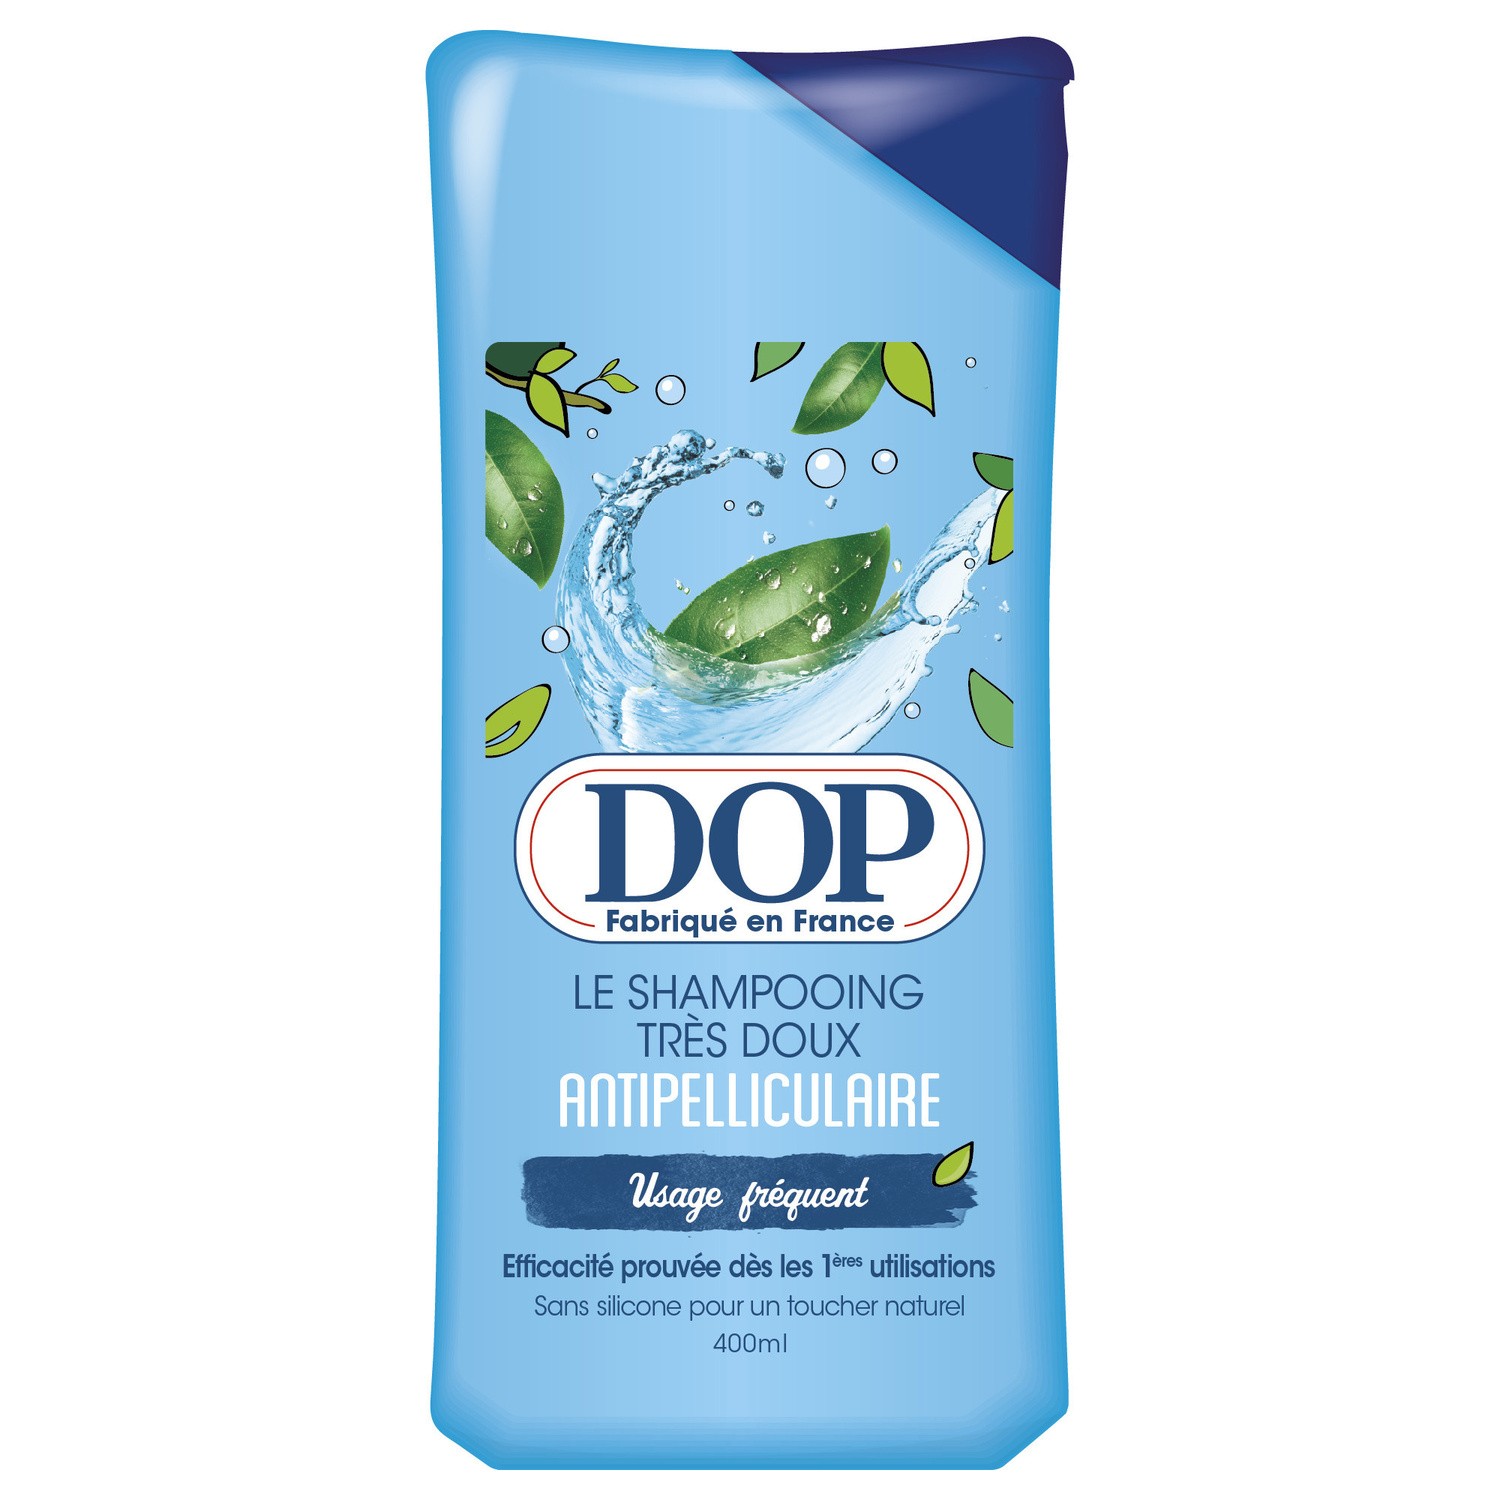 DOP
Fabriqué en France
LE SHAMPOOING
TRÈS DOUX
ANTIPELLICULAIRE
Usage fréquent
Efficacité prouvée dès les 1ères utilisations
Sans silicone pour un toucher naturel
400ml